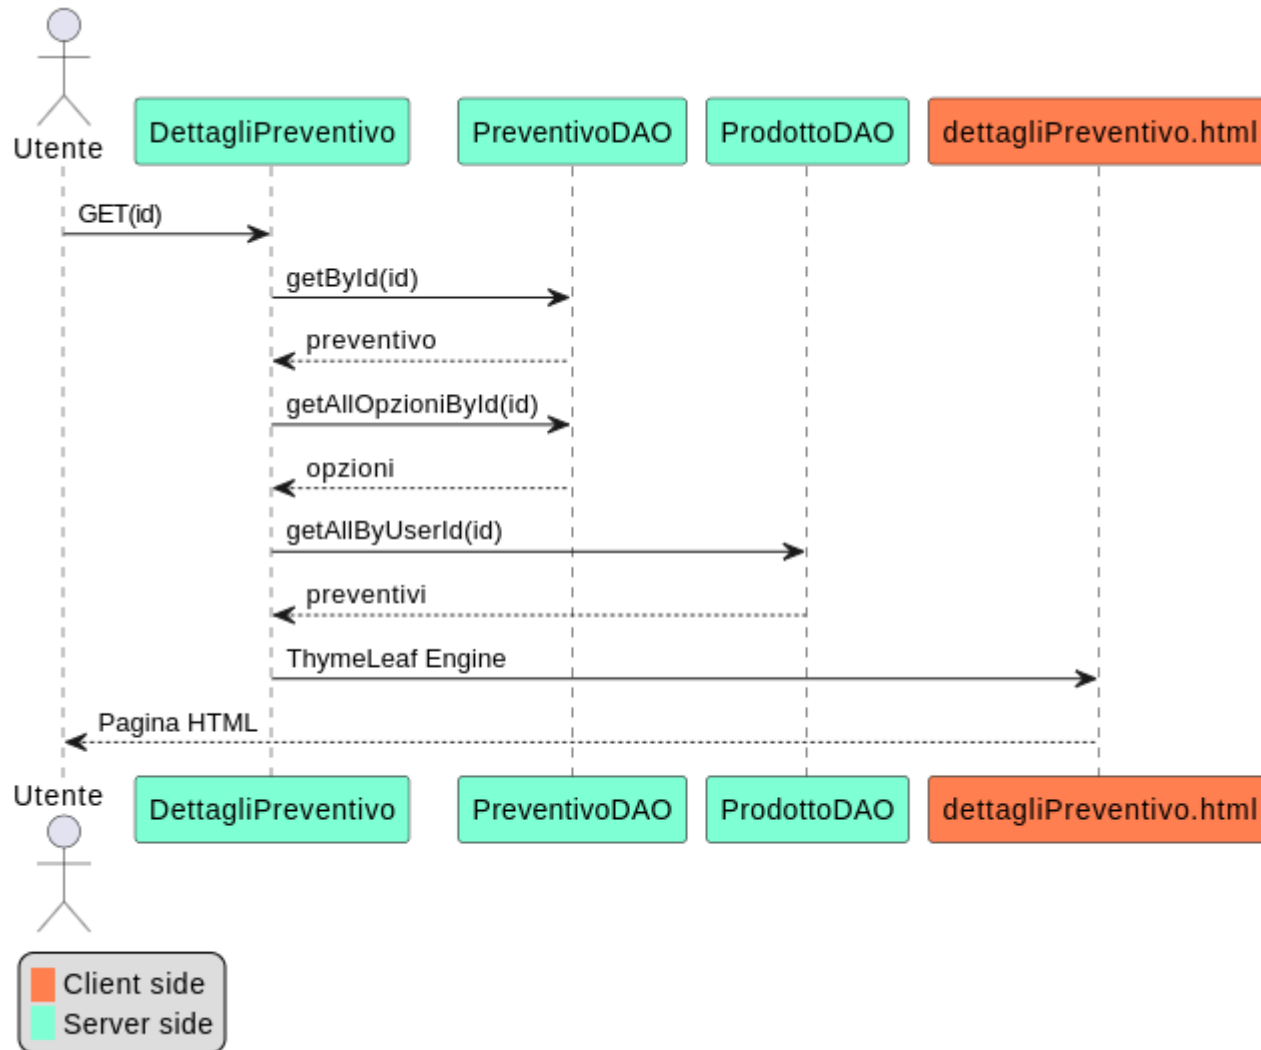 Utente
DettagliPreventivo
PreventivoDAO
ProdottoDAO
dettagliPreventivo.html
GET(id)
getById(id)
preventivo
getAllOpzioniById(id)
opzioni
getAllByUserId(id)
preventivi
ThymeLeaf Engine
Pagina HTML
Utente
DettagliPreventivo
PreventivoDAO
ProdottoDAO
dettagliPreventivo.html
Client side
Server side